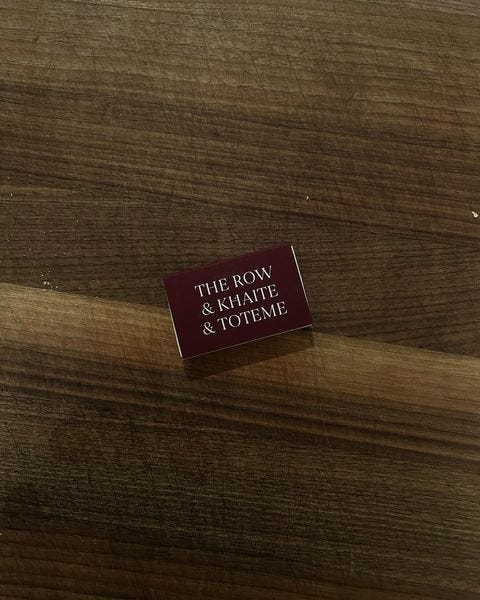 THE ROW
& KHAITE
& TOTEME